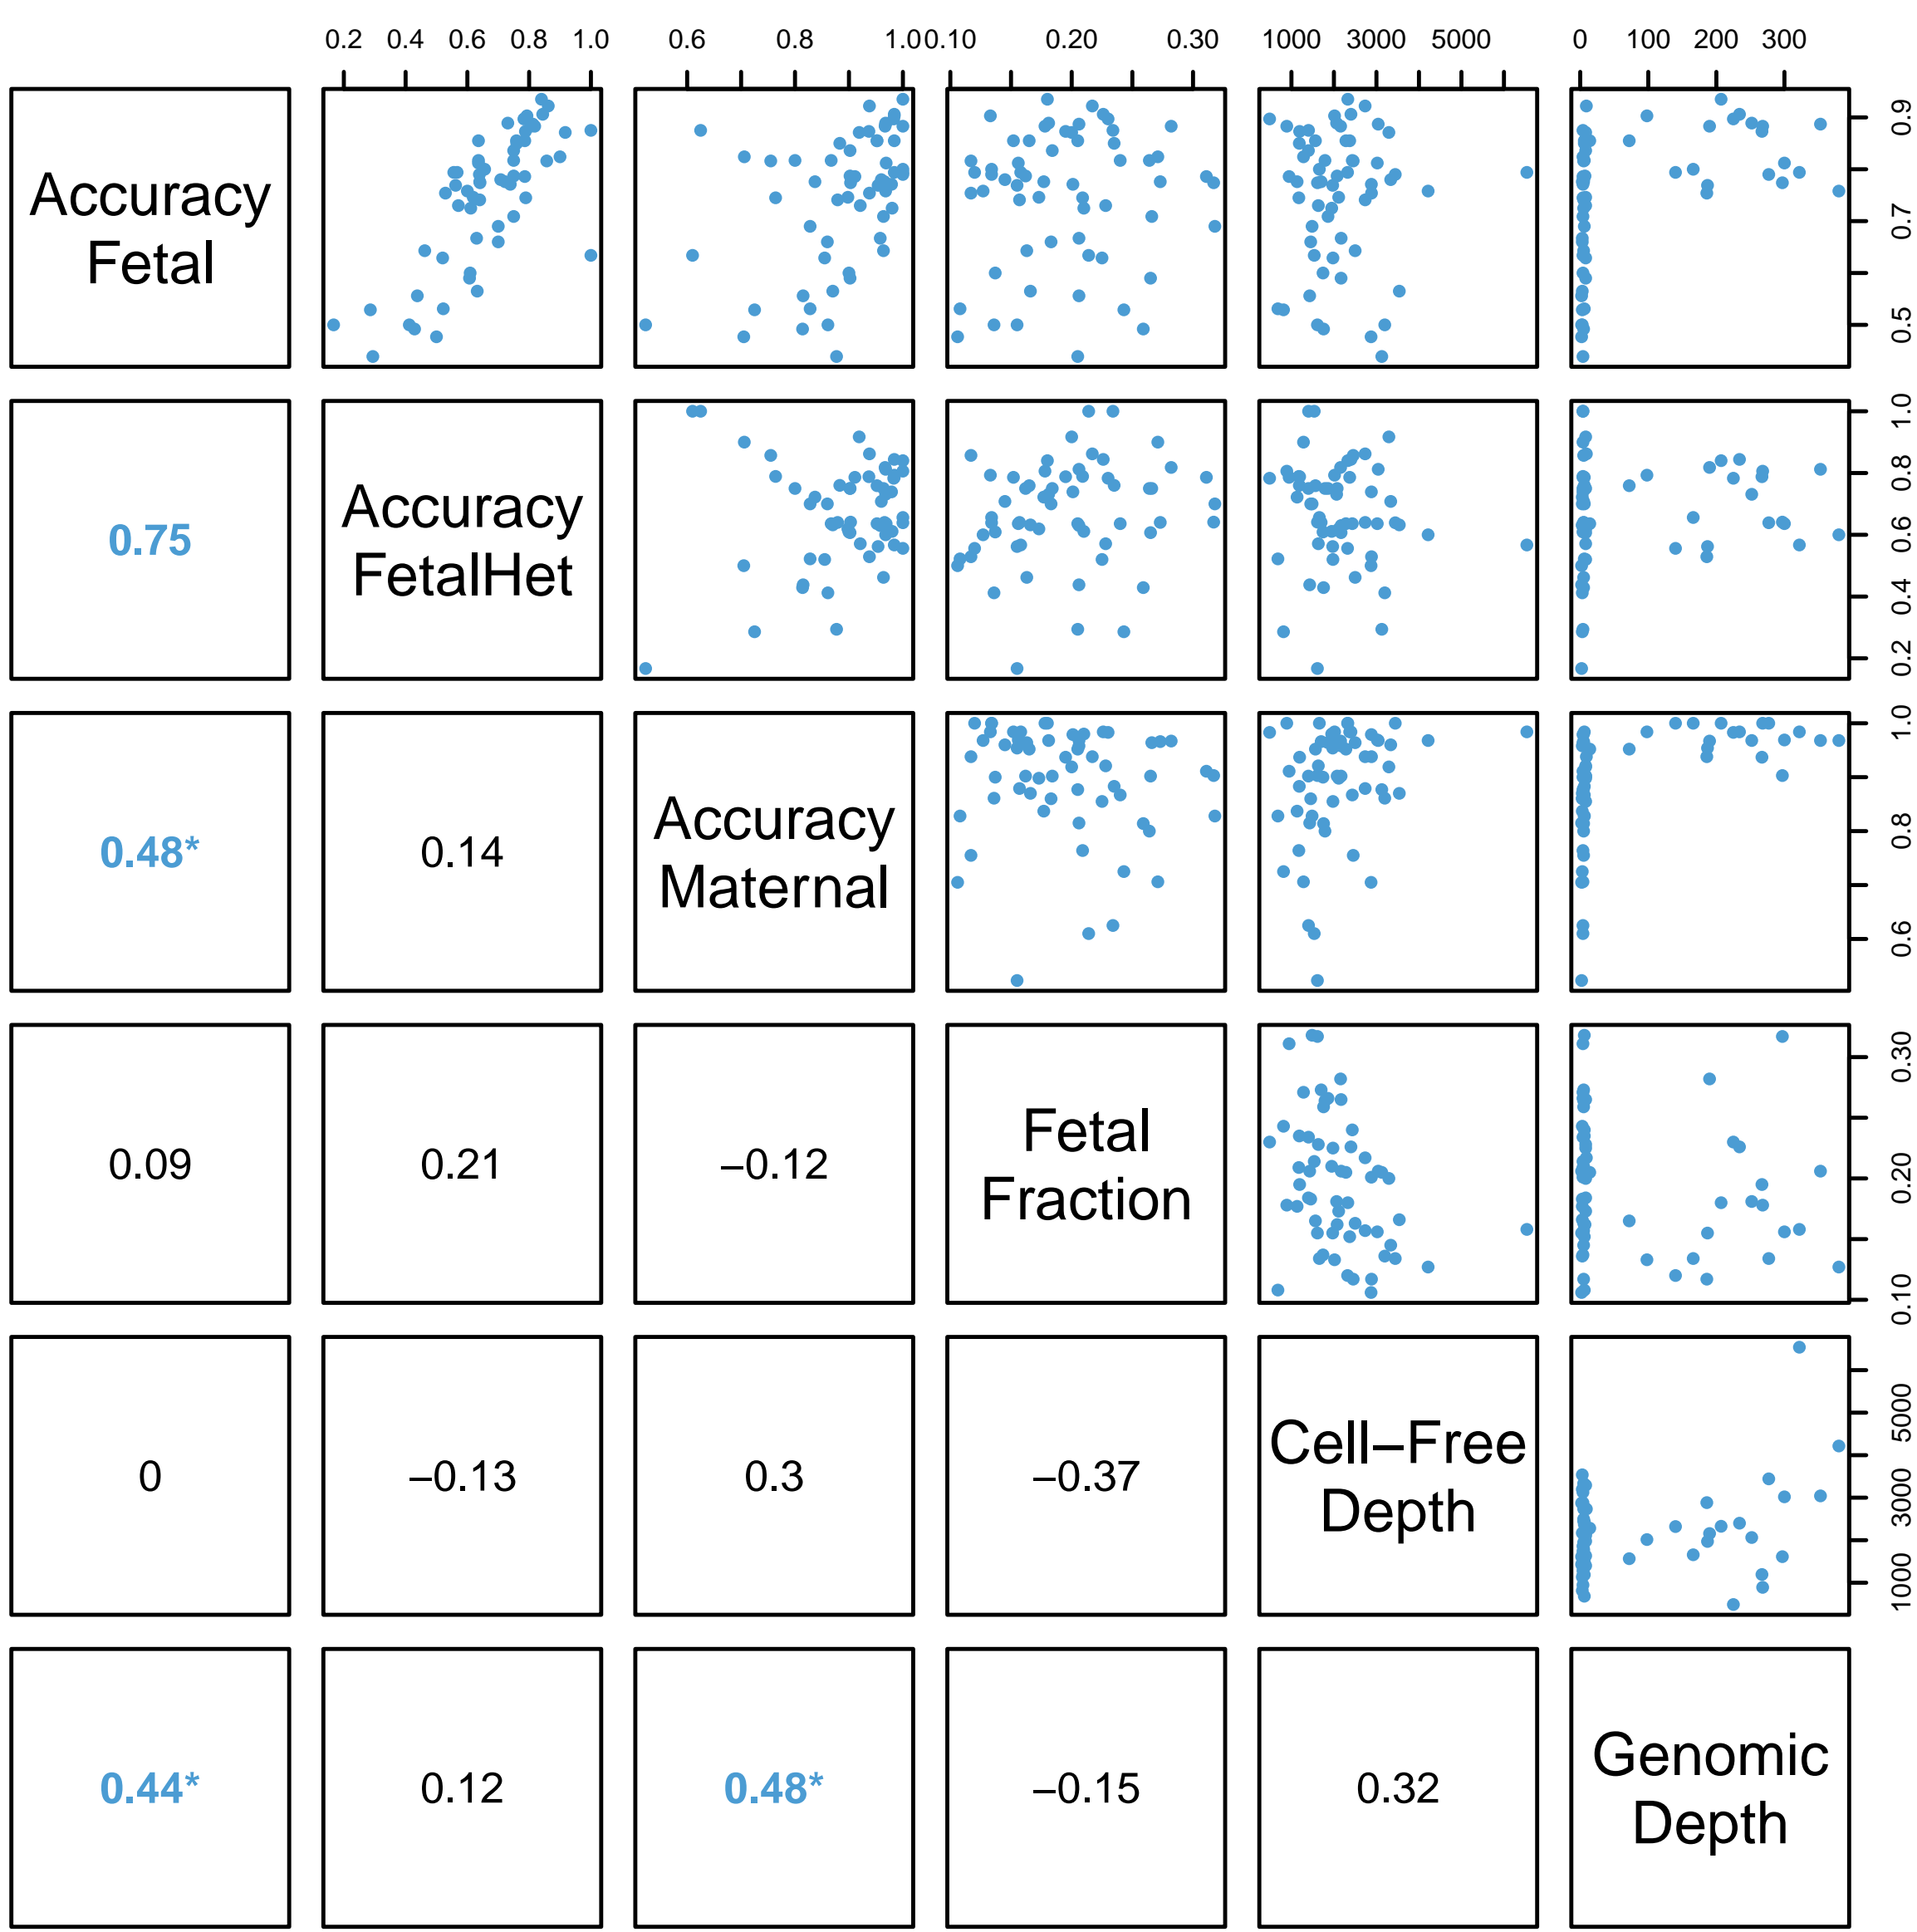 0.2 0.4 0.6 0.8 1.0 0.6 0.8 1.0 0.10 0.20 0.30 1000 3000 5000 0 100 200 300
Accuracy
Fetal
0.5 0.7 0.9
0.75
Accuracy
FetalHet
0.2 0.4 0.6 0.8 1.0
0.48* 0.14
Accuracy
Maternal
0.6 0.8 1.0
0.09 0.21 −0.12
Fetal
Fraction
0.10 0.20 0.30
0 −0.13 0.3 −0.37
Cell−Free
Depth
1000 3000 5000
0.44* 0.12 0.48* −0.15 0.32
Genomic
Depth